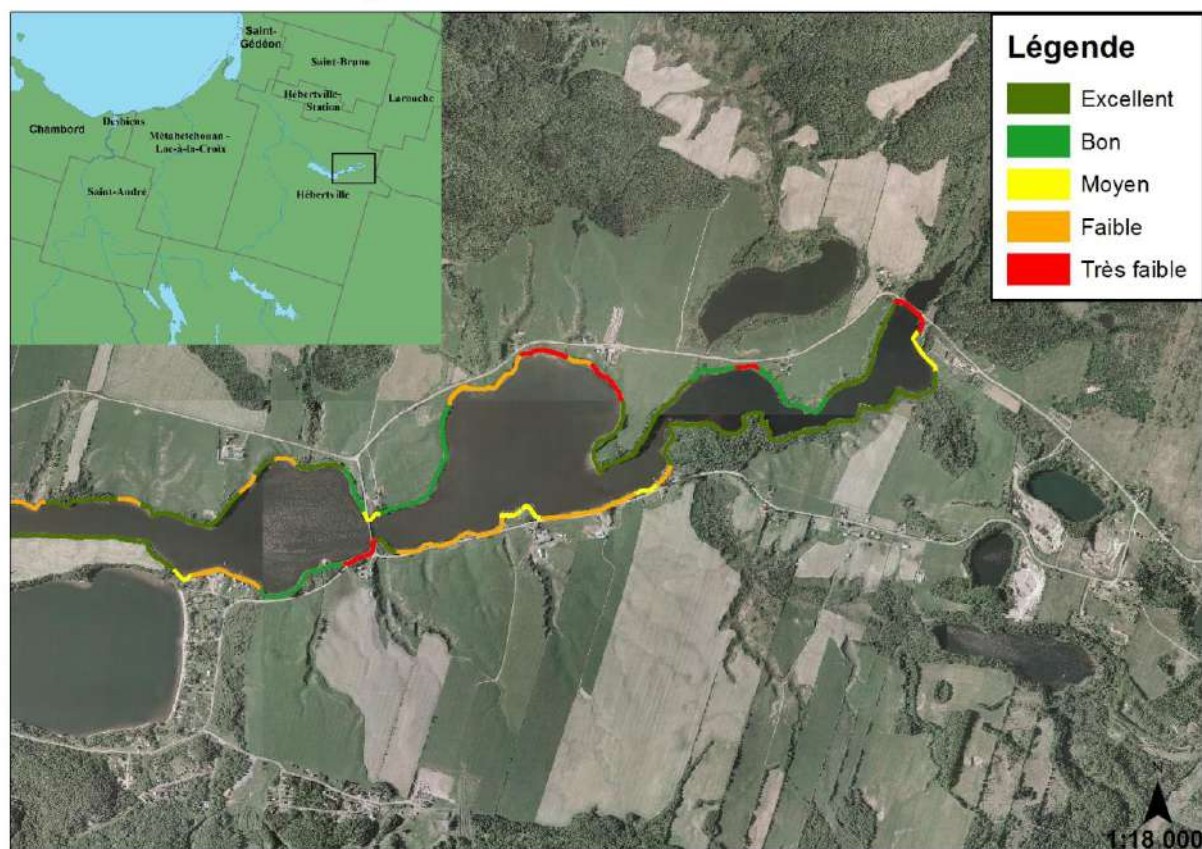 Saint-
Gédéon
Saint-Bruno
Hébertville-
Station
Larouche
Desbiens
Chambord
Métabetchouan -
Lac-à-la-Croix
Saint-André
Hébertville
Légende
Excellent
Bon
Moyen
Faible
Très faible
1:18 000